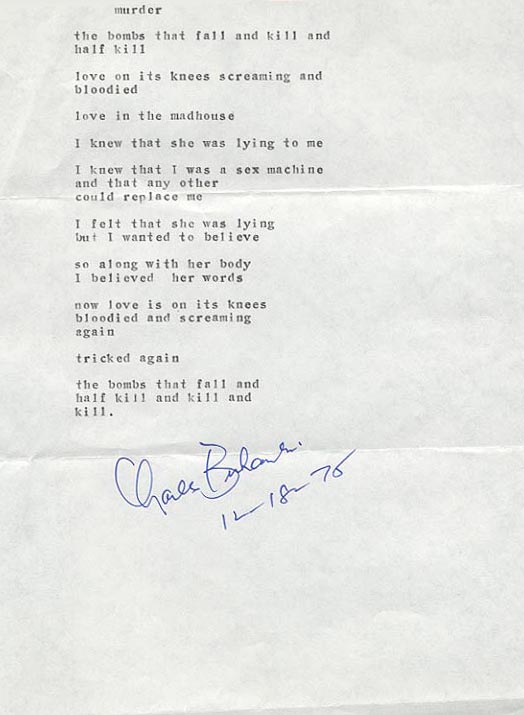 murder
the bombs that fall and kill and
half kill
love on its knees screaming and
bloodied
love in the madhouse
I knew that she was lying to me
I knew that I was a sex machine
and that any other
could replace me
I felt that she was lying
but I wanted to believe
so along with her body
I believed  her words
now love is on its knees
bloodied and screaming
again
tricked again
the bombs that fall and
half kill and kill and
kill.
Charles Bukowski
12-18-75